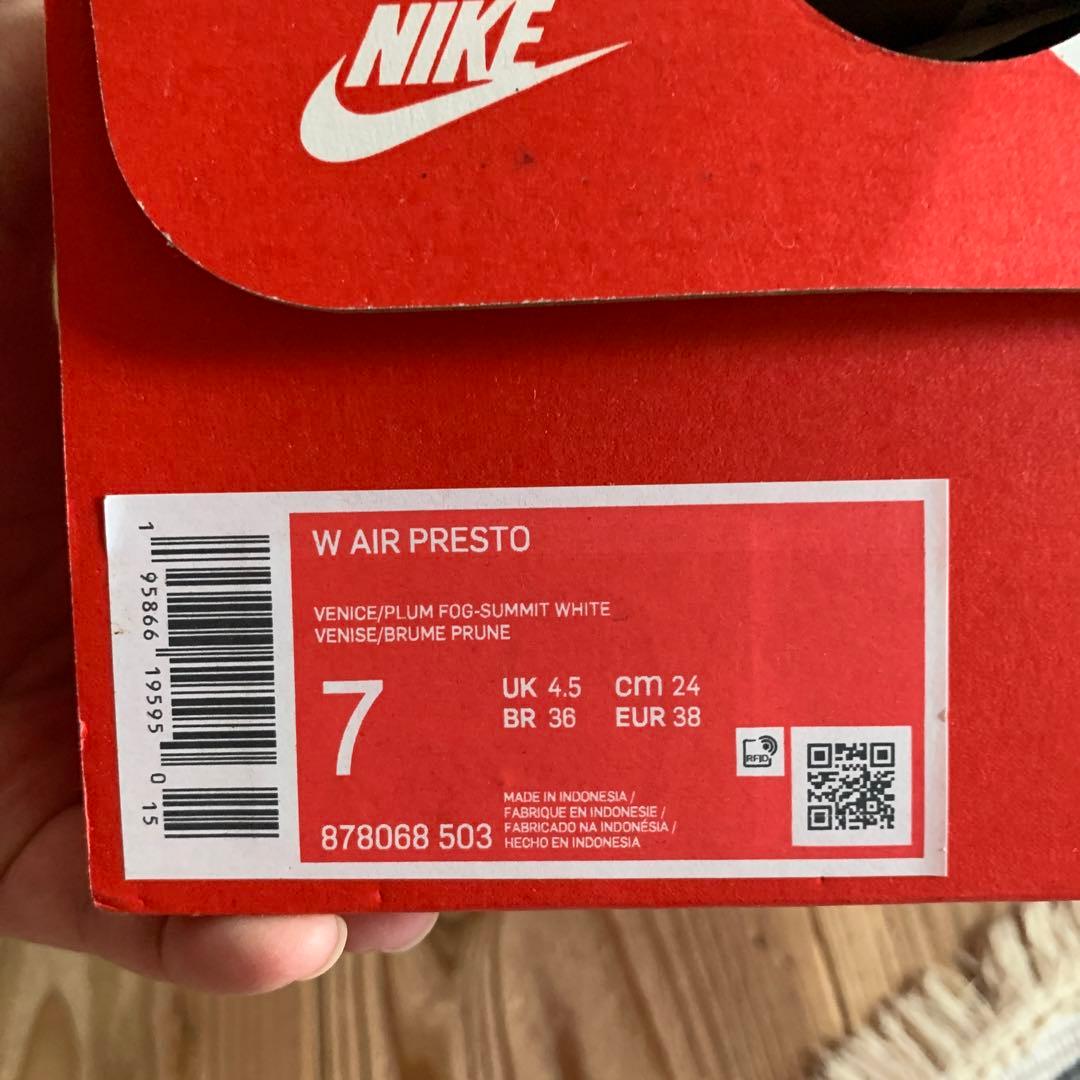 NIKE
W AIR PRESTO
VENICE/PLUM FOG-SUMMIT WHITE
VENISE/BRUME PRUNE
7
UK 4.5 cm 24
BR 36 EUR 38
RFID
MADE IN INDONESIA /
FABRIQUE EN INDONESIE /
FABRICADO NA INDONÉSIA /
HECHO EN INDONESIA
878068 503
1 95866 19595 0 15